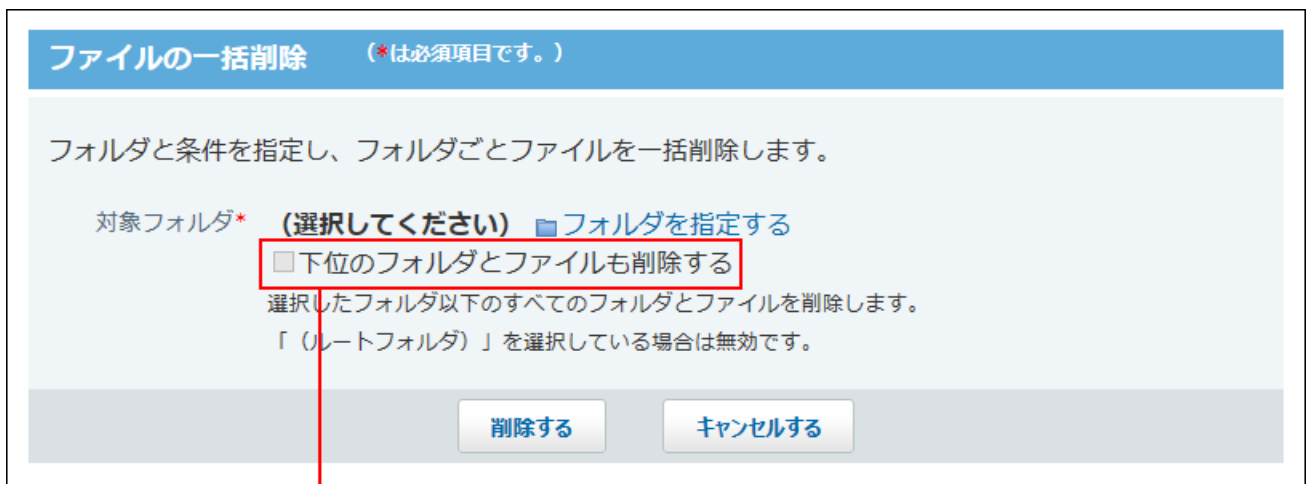 ファイルの一括削除 (*は必須項目です。)
フォルダと条件を指定し、フォルダごとファイルを一括削除します。
対象フォルダ* (選択してください) フォルダを指定する
下位のフォルダとファイルも削除する
選択したフォルダ以下のすべてのフォルダとファイルを削除します。
「(ルートフォルダ)」を選択している場合は無効です。
削除する キャンセルする